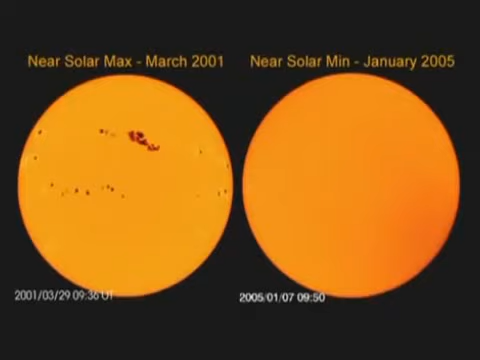 Near Solar Max - March 2001
Near Solar Min - January 2005
2001/03/29 09:36 UT
2005/01/07 09:50